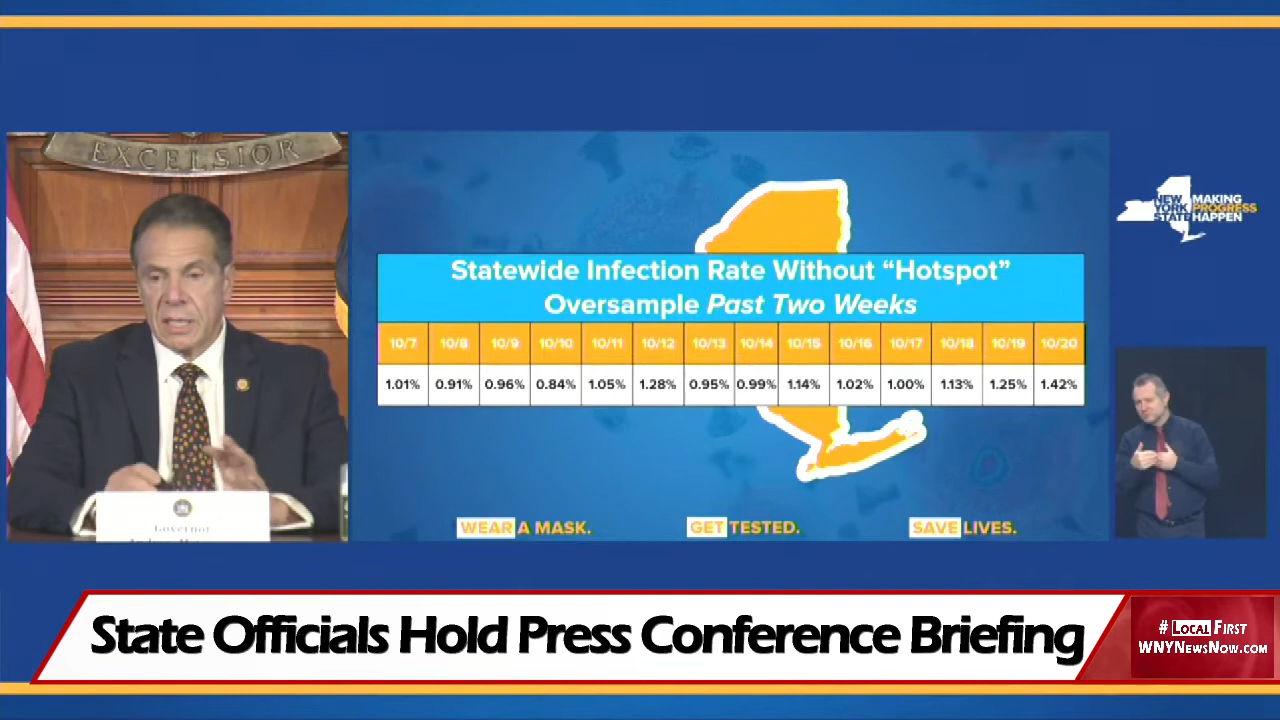 EXCELSIOR
Governor
NEW YORK STATE
MAKING PROGRESS HAPPEN
Statewide Infection Rate Without “Hotspot”
Oversample Past Two Weeks
10/7 10/8 10/9 10/10 10/11 10/12 10/13 10/14 10/15 10/16 10/17 10/18 10/19 10/20
1.01% 0.91% 0.96% 0.84% 1.05% 1.28% 0.95% 0.99% 1.14% 1.02% 1.00% 1.13% 1.25% 1.42%
WEAR A MASK. GET TESTED. SAVE LIVES.
State Officials Hold Press Conference Briefing
# LOCAL FIRST
WNYNEWSNOW.COM